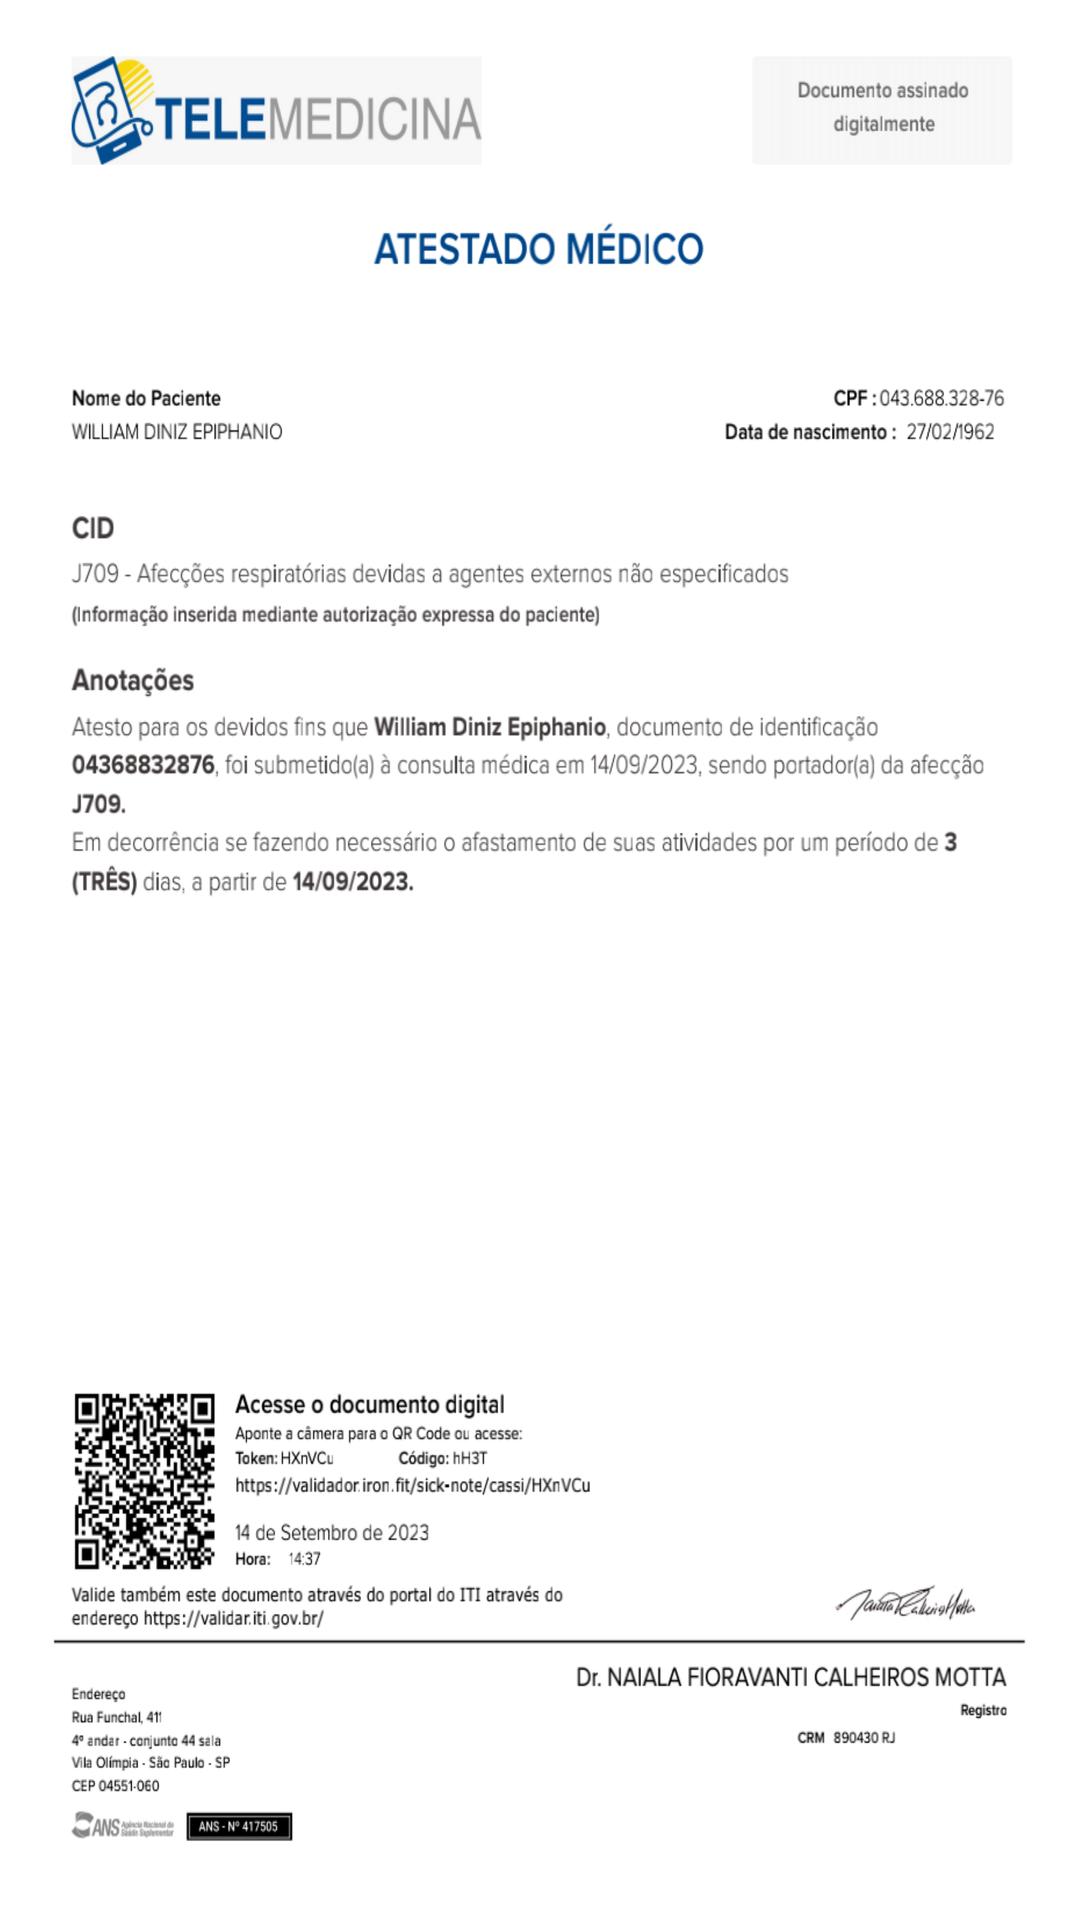 TELEMEDICINA
Documento assinado
digitalmente
ATESTADO MÉDICO
Nome do Paciente
CPF : 043.688.328-76
WILLIAM DINIZ EPIPHANIO
Data de nascimento : 27/02/1962
CID
J709 - Afecções respiratórias devidas a agentes externos não especificados
(Informação inserida mediante autorização expressa do paciente)
Anotações
Atesto para os devidos fins que William Diniz Epiphanio, documento de identificação
04368832876, foi submetido(a) à consulta médica em 14/09/2023, sendo portador(a) da afecção
J709.
Em decorrência se fazendo necessário o afastamento de suas atividades por um período de 3
(TRÊS) dias, a partir de 14/09/2023.
Acesse o documento digital
Aponte a câmera para o QR Code ou acesse:
Token: HXnVCu Código: hH3T
https://validador.iron.fit/sick-note/cassi/HXnVCu
14 de Setembro de 2023
Hora: 14:37
Valide também este documento através do portal do ITI através do
endereço https://validar.iti.gov.br/
Dr. NAIALA FIORAVANTI CALHEIROS MOTTA
Registro
CRM 890430 RJ
Endereço
Rua Funchal, 411
4º andar - conjunto 44 sala
Vila Olímpia - São Paulo - SP
CEP 04551-060
ANS Agência Nacional de
Saúde Suplementar
ANS - Nº 417505